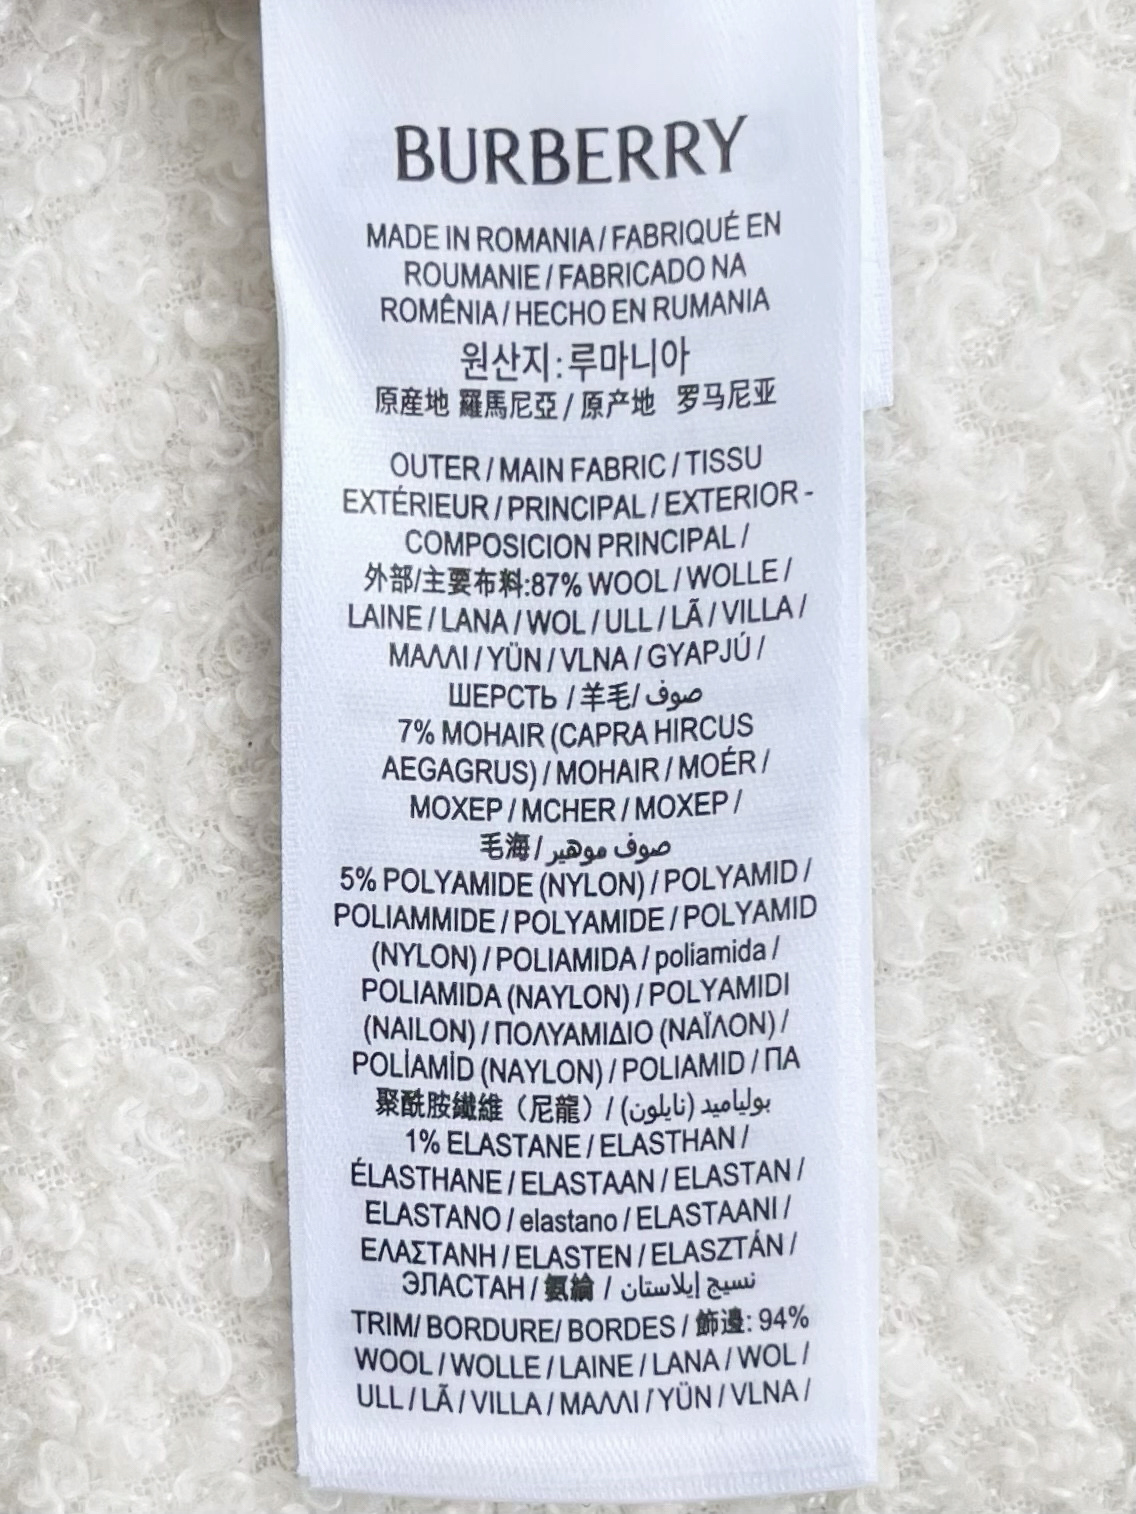 BURBERRY
MADE IN ROMANIA / FABRIQUÉ EN
ROUMANIE / FABRICADO NA
ROMÊNIA / HECHO EN RUMANIA
원산지:루마니아
原産地 羅馬尼亞 / 原产地 罗马尼亚
OUTER / MAIN FABRIC / TISSU
EXTÉRIEUR / PRINCIPAL / EXTERIOR -
COMPOSICION PRINCIPAL /
外部/主要布料:87% WOOL / WOLLE /
LAINE / LANA / WOL / ULL / LÃ / VILLA /
ΜΑΛΛΙ / YÜN / VLNA / GYAPJÚ /
ШЕРСТЬ / 羊毛/ صوف
7% MOHAIR (CAPRA HIRCUS
AEGAGRUS) / MOHAIR / MOÉR /
MOXEP / MCHER / MOXEP /
毛海 / صوف موهير
5% POLYAMIDE (NYLON) / POLYAMID /
POLIAMMIDE / POLYAMIDE / POLYAMID
(NYLON) / POLIAMIDA / poliamida /
POLIAMIDA (NAYLON) / POLYAMIDI
(NAILON) / ΠΟΛΥΑΜΙΔΙΟ (ΝΑΪΛΟΝ) /
POLİAMİD (NAYLON) / POLIAMID / ПА
聚酰胺纖維（尼龍）/ بولياميد (نايلون)
1% ELASTANE / ELASTHAN /
ÉLASTHANE / ELASTAAN / ELASTAN /
ELASTANO / elastano / ELASTAANI /
ΕΛΑΣΤΑΝΗ / ELASTEN / ELASZTÁN /
ЭЛАСТАН / 氨綸 / نسيج إيلاستان
TRIM/ BORDURE/ BORDES / 飾邊: 94%
WOOL / WOLLE / LAINE / LANA / WOL /
ULL / LÃ / VILLA / ΜΑΛΛΙ / YÜN / VLNA /